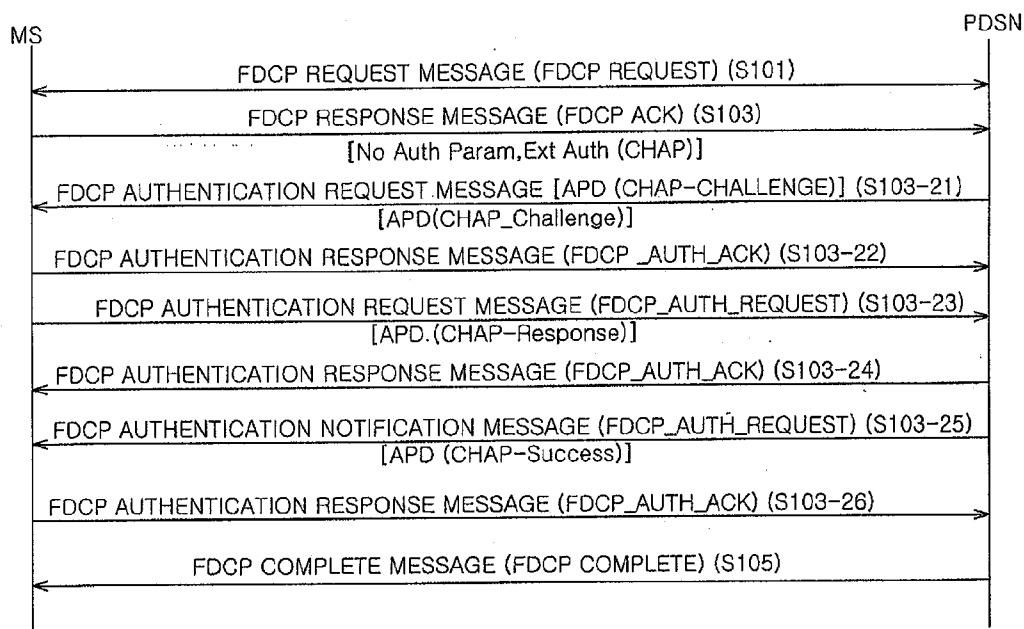 MS
PDSN
FDCP REQUEST MESSAGE (FDCP REQUEST) (S101)
FDCP RESPONSE MESSAGE (FDCP ACK) (S103)
[No Auth Param,Ext Auth (CHAP)]
FDCP AUTHENTICATION REQUEST MESSAGE [APD (CHAP-CHALLENGE)] (S103-21)
[APD(CHAP_Challenge)]
FDCP AUTHENTICATION RESPONSE MESSAGE (FDCP _AUTH_ACK) (S103-22)
FDCP AUTHENTICATION REQUEST MESSAGE (FDCP_AUTH_REQUEST) (S103-23)
[APD.(CHAP-Response)]
FDCP AUTHENTICATION RESPONSE MESSAGE (FDCP_AUTH_ACK) (S103-24)
FDCP AUTHENTICATION NOTIFICATION MESSAGE (FDCP_AUTH_REQUEST) (S103-25)
[APD (CHAP-Success)]
FDCP AUTHENTICATION RESPONSE MESSAGE (FDCP_AUTH_ACK) (S103-26)
FDCP COMPLETE MESSAGE (FDCP COMPLETE) (S105)